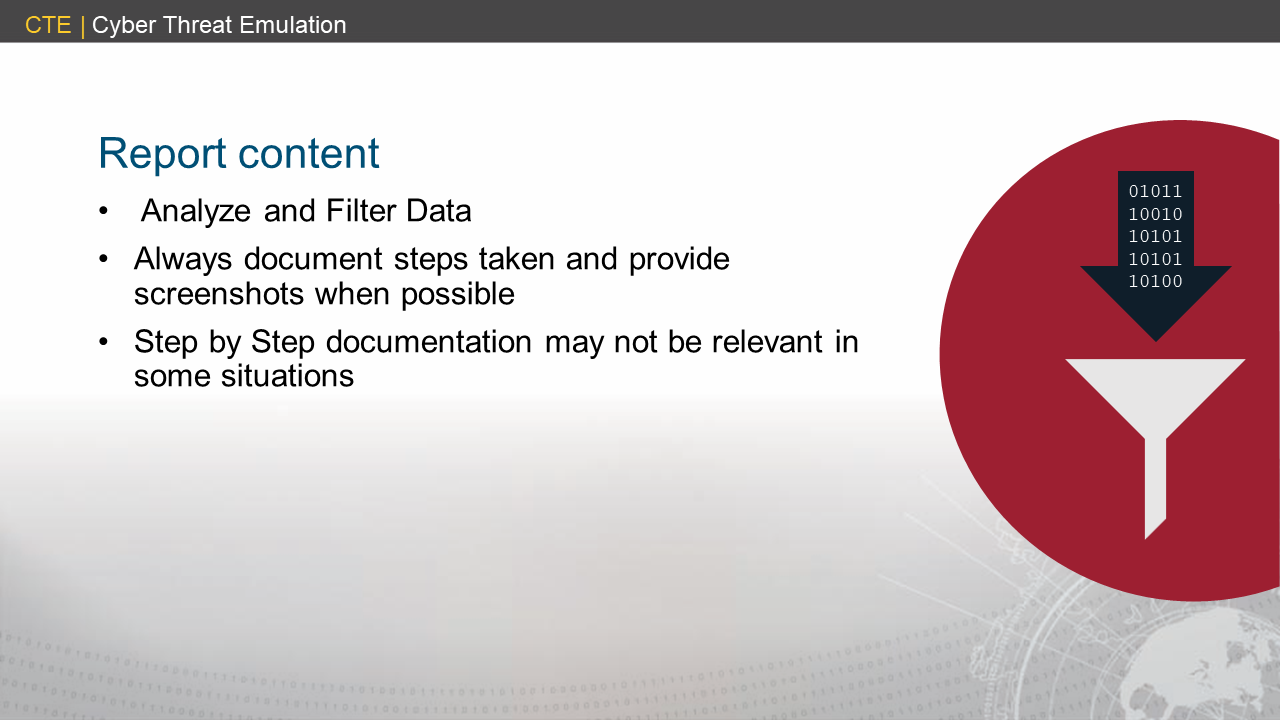 CTE | Cyber Threat Emulation
Report content
• Analyze and Filter Data
• Always document steps taken and provide
screenshots when possible
• Step by Step documentation may not be relevant in
some situations
01011
10010
10101
10101
10100